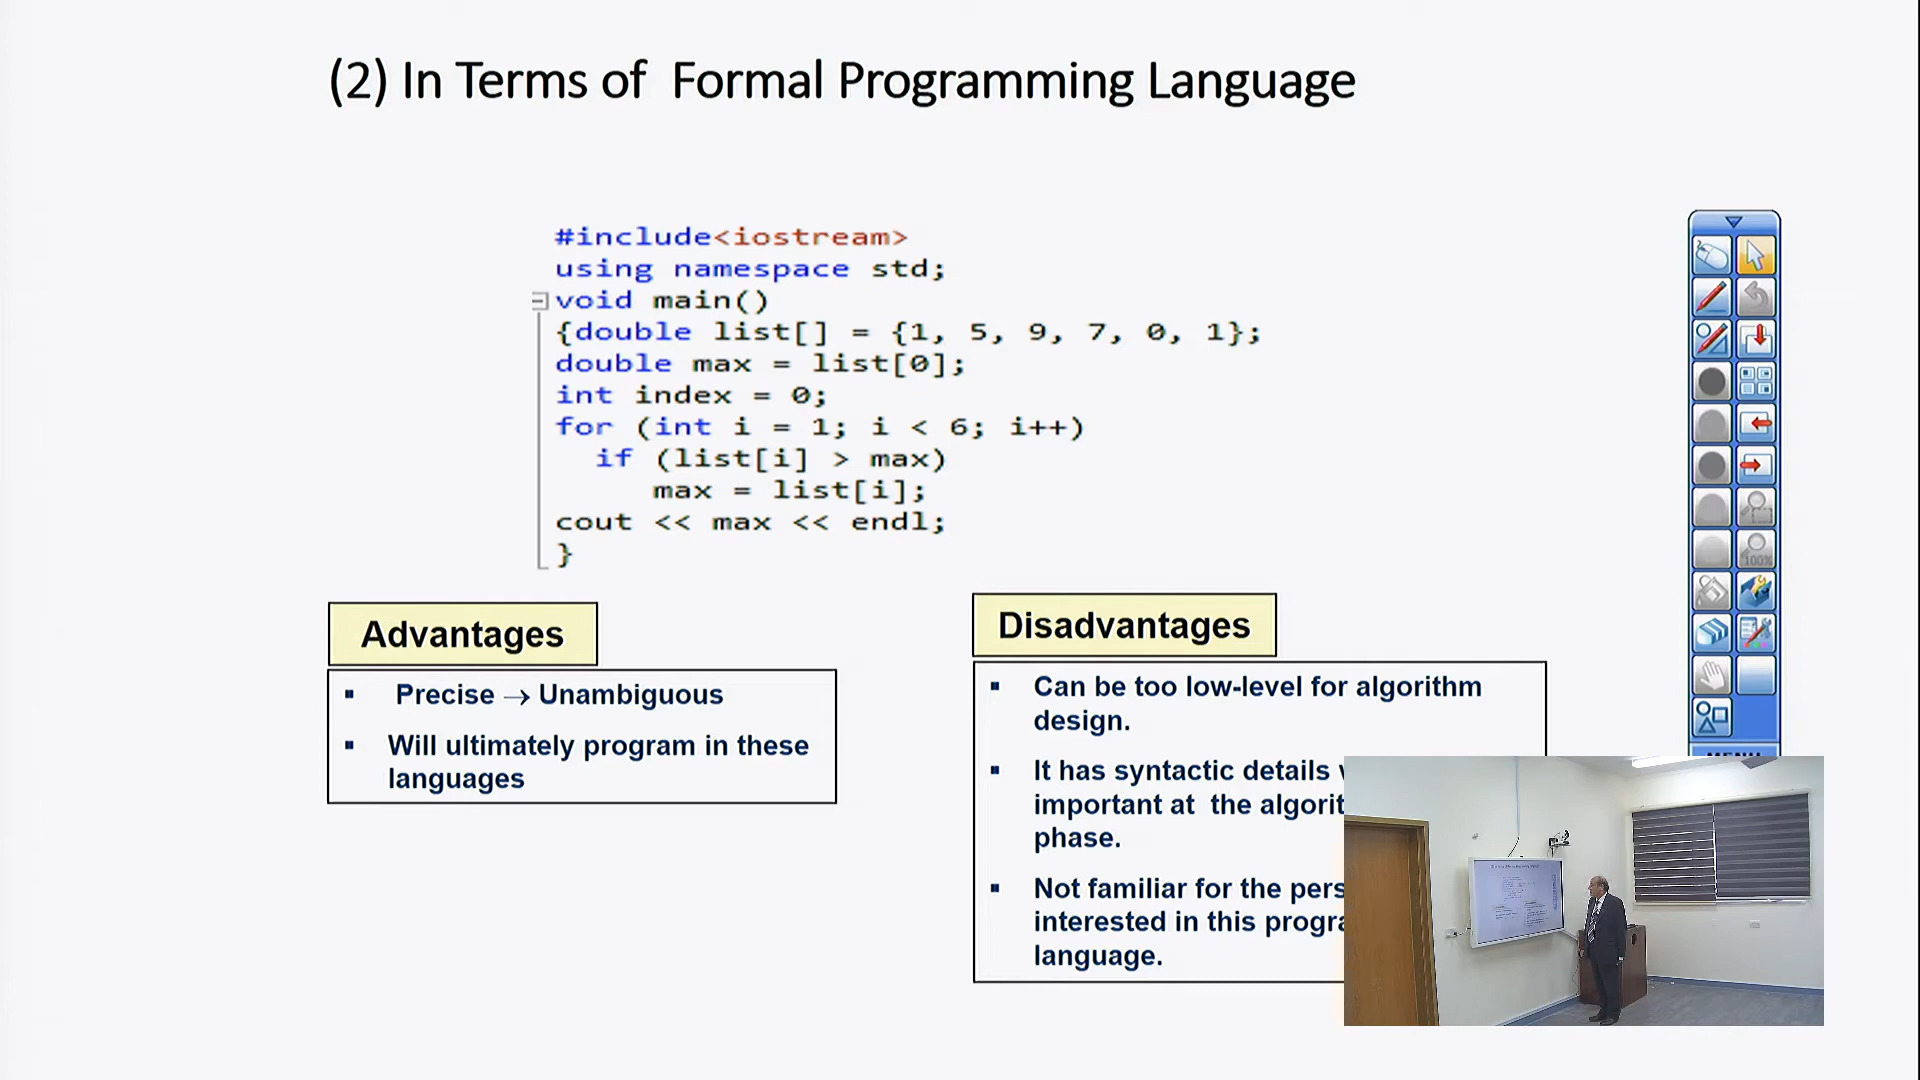 (2) In Terms of Formal Programming Language
#include<iostream>
using namespace std;
void main()
{double list[] = {1, 5, 9, 7, 0, 1};
double max = list[0];
int index = 0;
for (int i = 1; i < 6; i++)
if (list[i] > max)
max = list[i];
cout << max << endl;
}
Advantages
▪ Precise → Unambiguous
▪ Will ultimately program in these
languages
Disadvantages
▪ Can be too low-level for algorithm
design.
▪ It has syntactic details
important at the
phase.
▪ Not familiar for the
interested in this
language.
100%